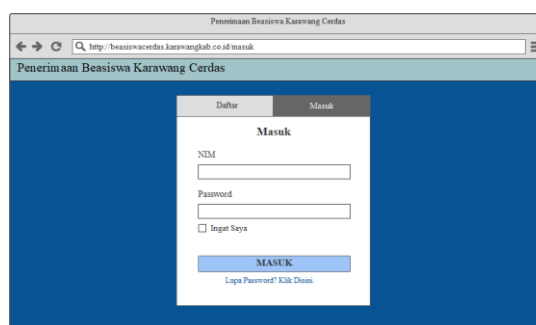 Penerimaan Beasiswa Karawang Cerdas
http://beasiswacerdas.karawangkab.co.id/masuk
Penerimaan Beasiswa Karawang Cerdas
Daftar
Masuk
Masuk
NIM
Password
Ingat Saya
MASUK
Lupa Password? Klik Disini.